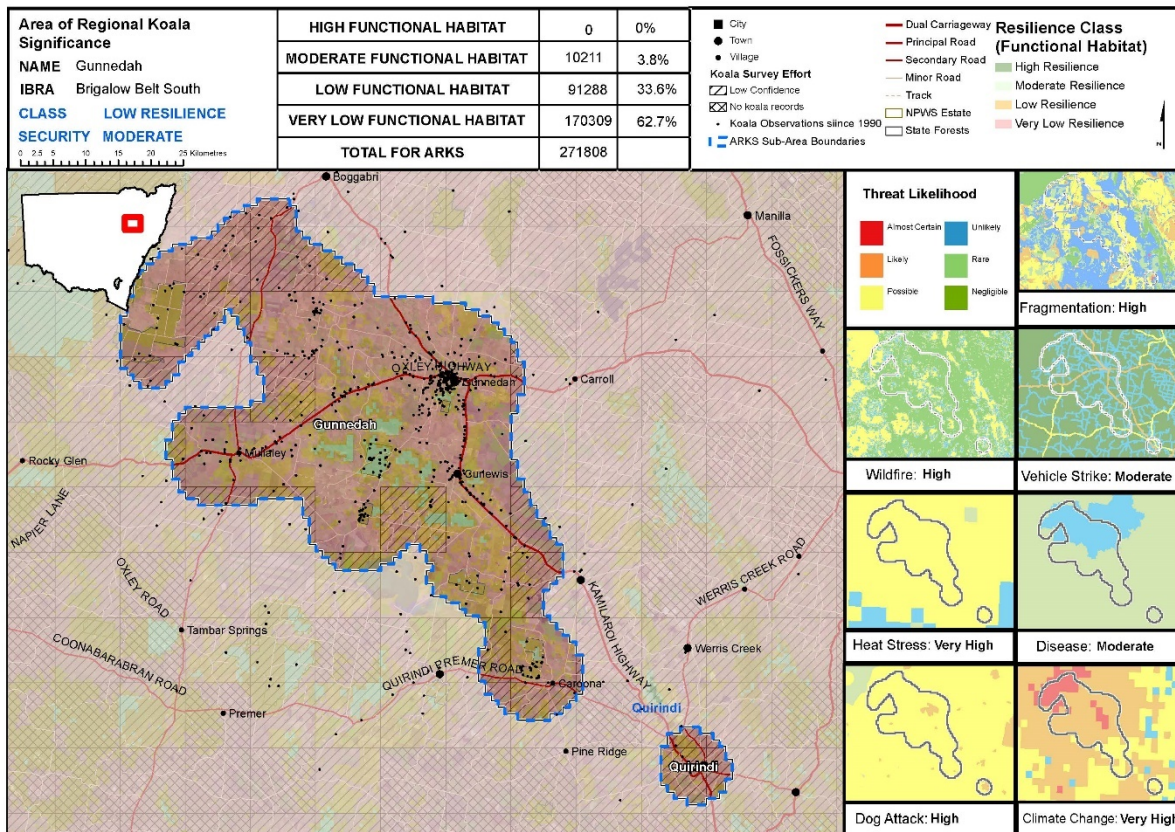 Area of Regional Koala
Significance
NAME Gunnedah
IBRA Brigalow Belt South
CLASS LOW RESILIENCE
SECURITY MODERATE
0 2.5 5 10 15 20 25 Kilometres
HIGH FUNCTIONAL HABITAT 0 0%
MODERATE FUNCTIONAL HABITAT 10211 3.8%
LOW FUNCTIONAL HABITAT 91288 33.6%
VERY LOW FUNCTIONAL HABITAT 170309 62.7%
TOTAL FOR ARKS 271808
City
Town
Village
Koala Survey Effort
Low Confidence
No koala records
Koala Observations siince 1990
ARKS Sub-Area Boundaries
Dual Carriageway
Principal Road
Secondary Road
Minor Road
Track
NPWS Estate
State Forests
Resilience Class
(Functional Habitat)
High Resilience
Moderate Resilience
Low Resilience
Very Low Resilience
N
Boggabri
Manilla
FOSSICKERS WAY
OXLEY HIGHWAY
Gunnedah
Carroll
Gunnedah
Mullaley
Rocky Glen
Curlewis
NAPIER LANE
OXLEY ROAD
KAMILAROI HIGHWAY
WERRIS CREEK ROAD
Tambar Springs
COONABARABRAN ROAD
QUIRINDI PREMER ROAD
Werris Creek
Caroona
Premer
Quirindi
Pine Ridge
Quirindi
Threat Likelihood
Almost Certain
Unlikely
Likely
Rare
Possible
Negligible
Fragmentation: High
Wildfire: High
Vehicle Strike: Moderate
Heat Stress: Very High
Disease: Moderate
Dog Attack: High
Climate Change: Very High